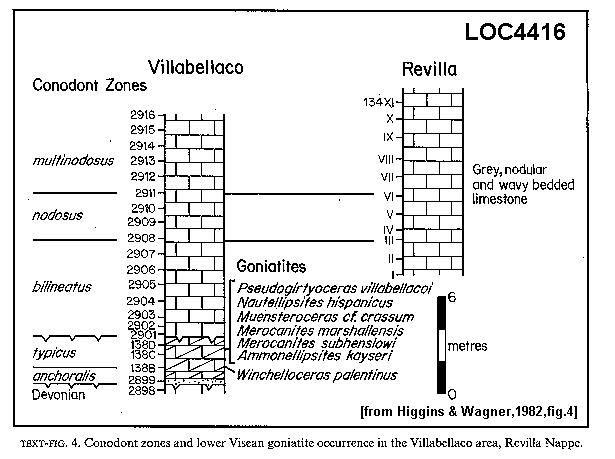 LOC4416
Villabellaco
Revilla
Conodont Zones
2916
2915
2914
2913
2912
2911
2910
2909
2908
2907
2906
2905
2904
2903
2902
2901
138D
138C
138B
2899
2898
multinodosus
nodosus
bilineatus
typicus
anchoralis
Devonian
134XI
X
IX
VIII
VII
VI
V
IV
III
II
I
Grey, nodular
and wavy bedded
limestone
Goniatites
Pseudogirtyoceras villabellacoi
Nautellipsites hispanicus
Muensteroceras cf. crassum
Merocanites marshallensis
Merocanites subhenslowi
Ammonellipsites kayseri
Winchelloceras palentinus
6
metres
0
[from Higgins & Wagner,1982,fig.4]
TEXT-FIG. 4. Conodont zones and lower Visean goniatite occurrence in the Villabellaco area, Revilla Nappe.